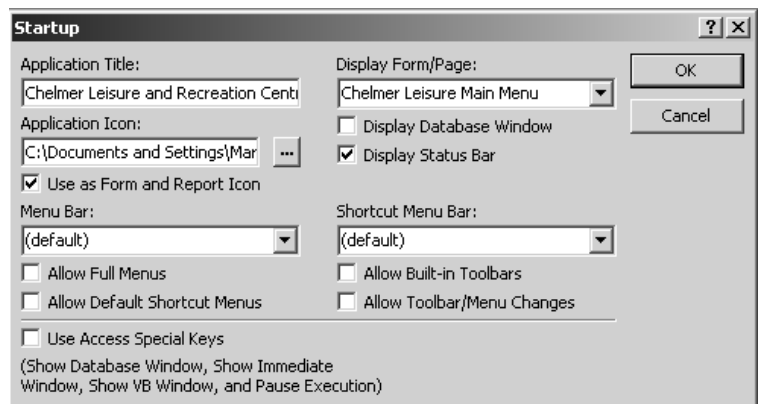 Startup
Application Title:
Chelmer Leisure and Recreation Cent
Application Icon:
C:\Documents and Settings\Mar
...
Use as Form and Report Icon
Menu Bar:
(default)
Allow Full Menus
Allow Default Shortcut Menus
Display Form/Page:
Chelmer Leisure Main Menu
Display Database Window
Display Status Bar
Shortcut Menu Bar:
(default)
Allow Built-in Toolbars
Allow Toolbar/Menu Changes
Use Access Special Keys
(Show Database Window, Show Immediate
Window, Show VB Window, and Pause Execution)
OK
Cancel